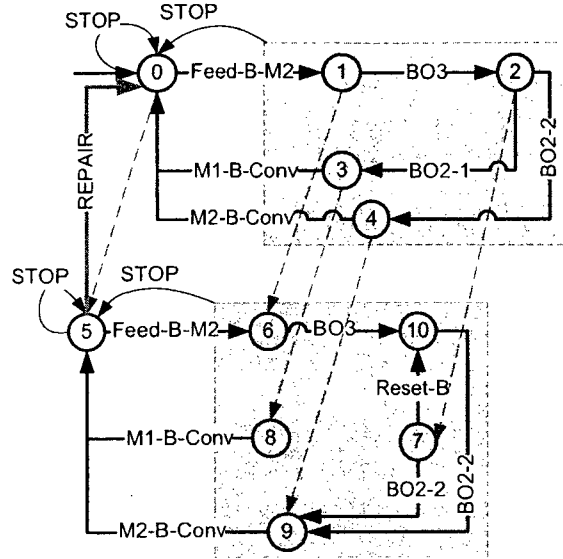 STOP
STOP
0
Feed-B-M2
1
BO3
2
BO2-2
REPAIR
M1-B-Conv
3
BO2-1
M2-B-Conv
4
STOP
STOP
5
Feed-B-M2
6
BO3
10
Reset-B
M1-B-Conv
8
7
BO2-2
BO2-2
M2-B-Conv
9